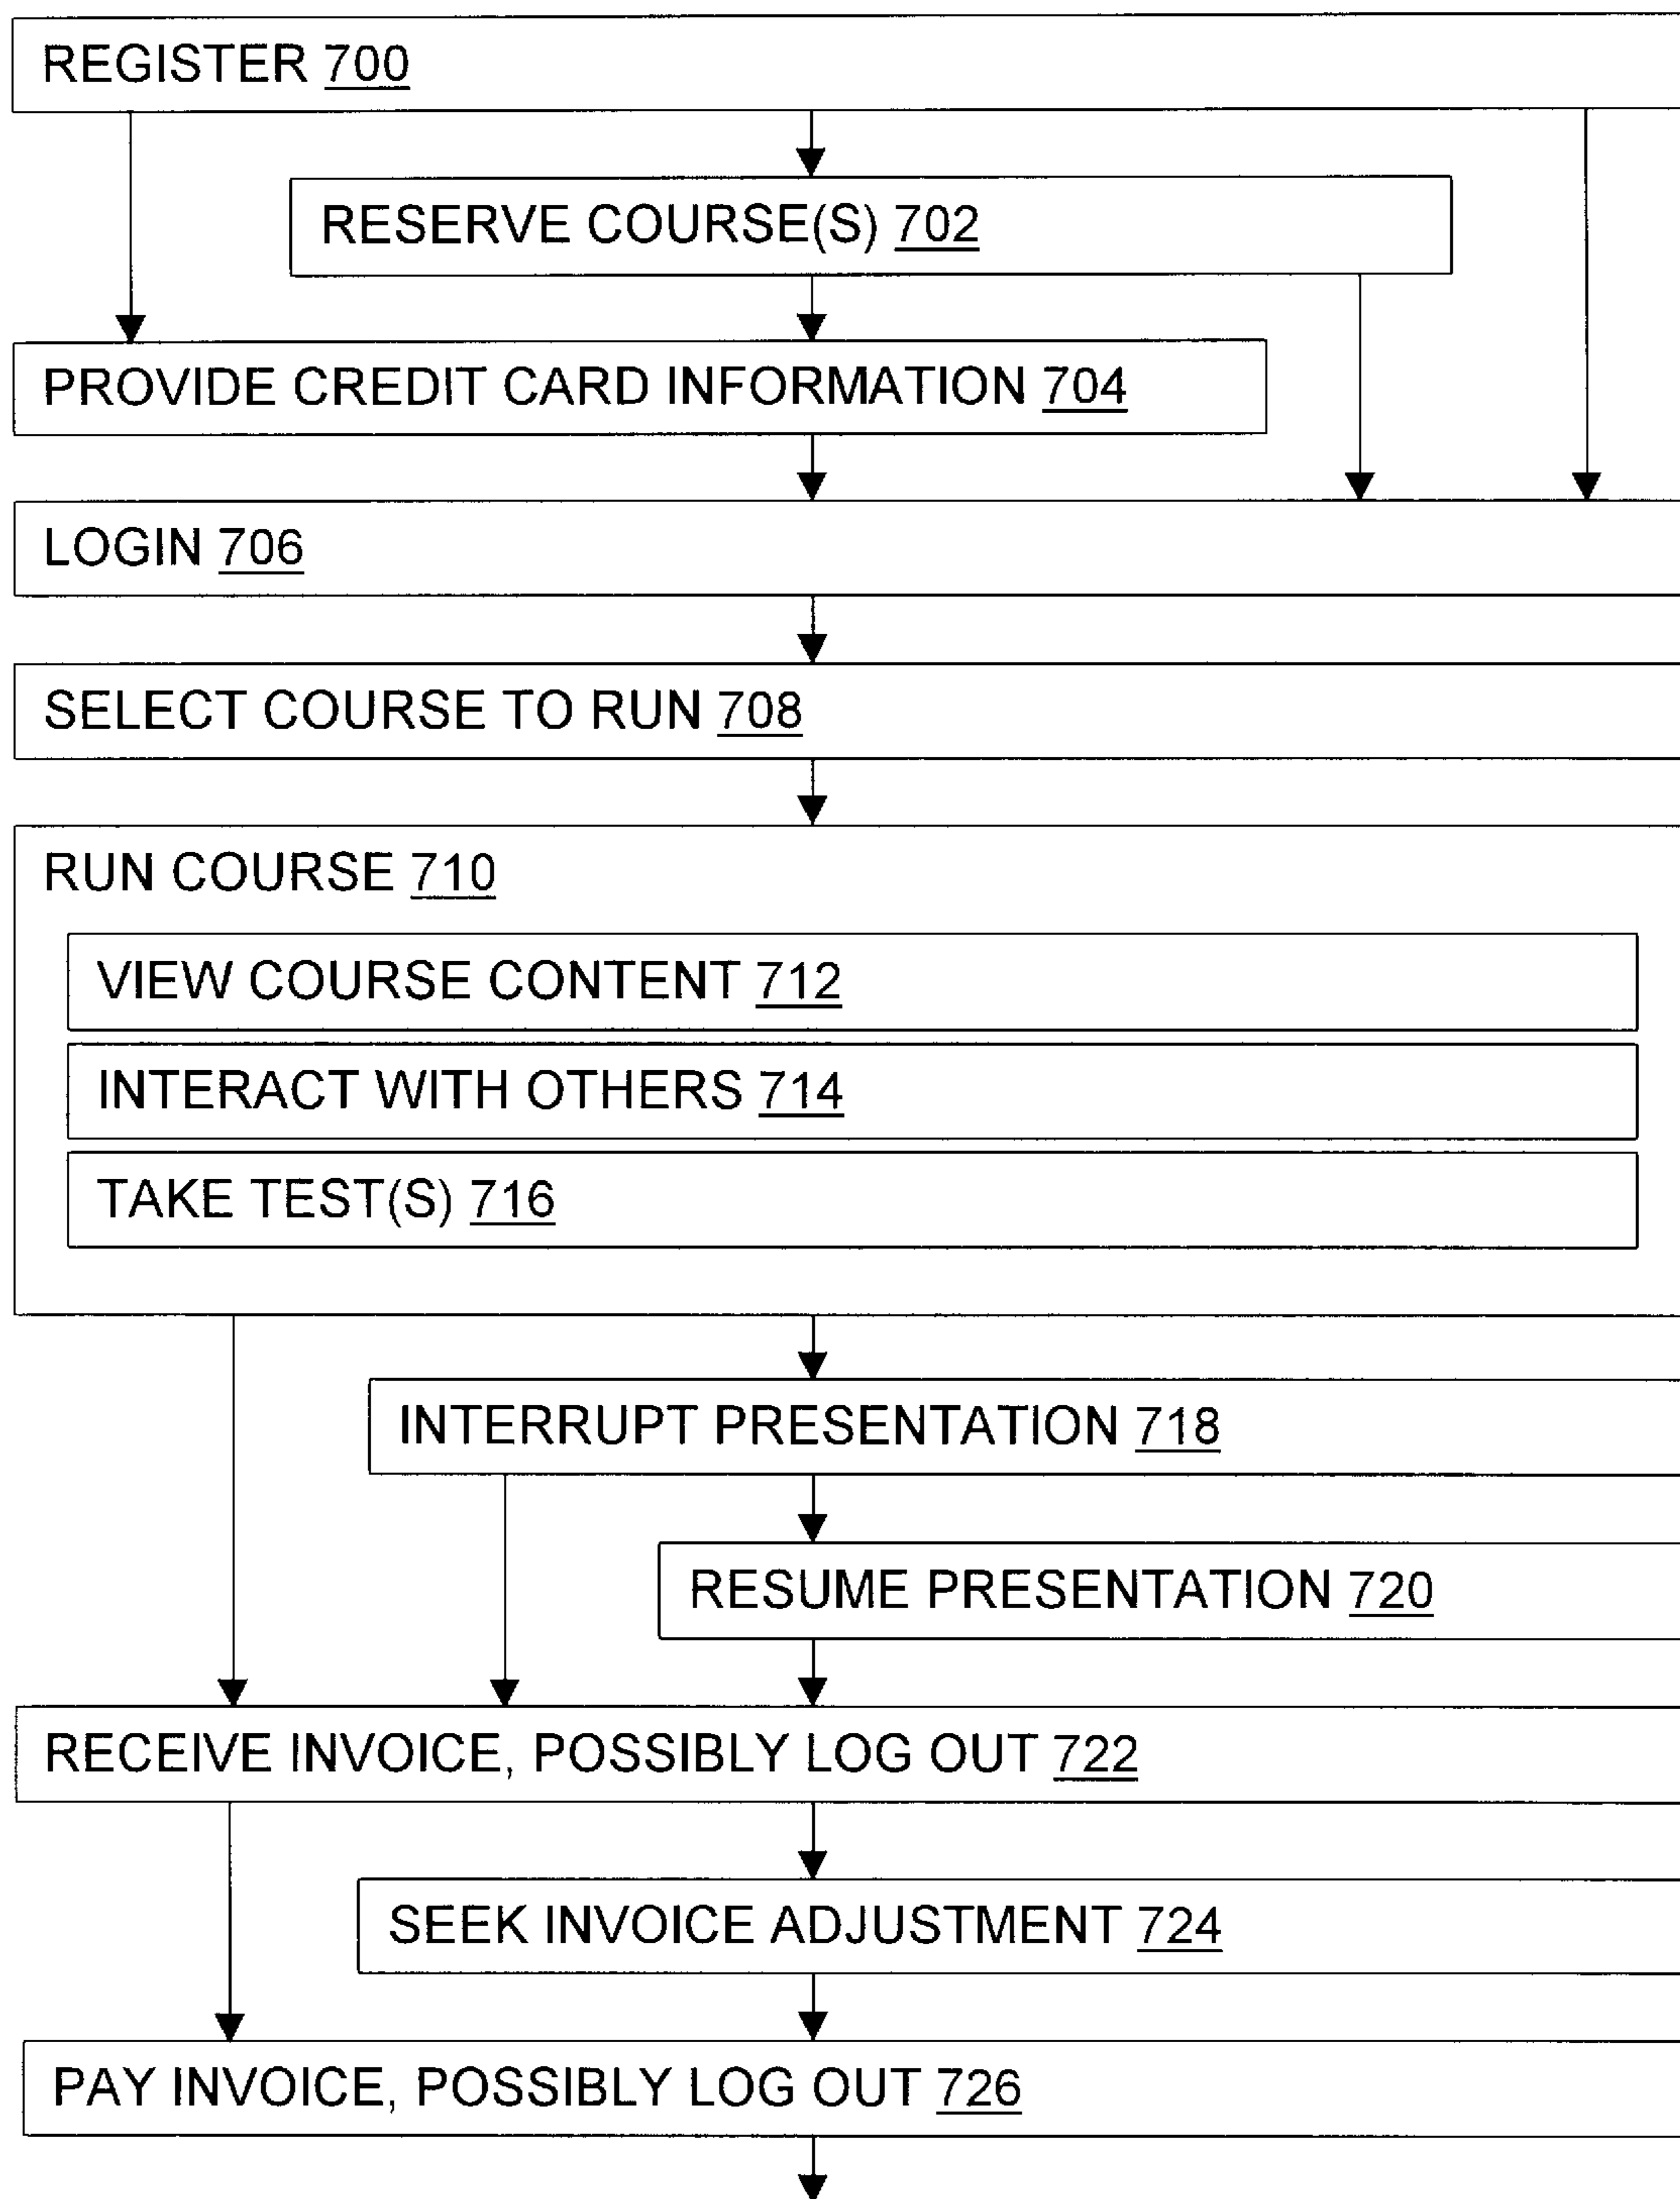 REGISTER 700
RESERVE COURSE(S) 702
PROVIDE CREDIT CARD INFORMATION 704
LOGIN 706
SELECT COURSE TO RUN 708
RUN COURSE 710
VIEW COURSE CONTENT 712
INTERACT WITH OTHERS 714
TAKE TEST(S) 716
INTERRUPT PRESENTATION 718
RESUME PRESENTATION 720
RECEIVE INVOICE, POSSIBLY LOG OUT 722
SEEK INVOICE ADJUSTMENT 724
PAY INVOICE, POSSIBLY LOG OUT 726